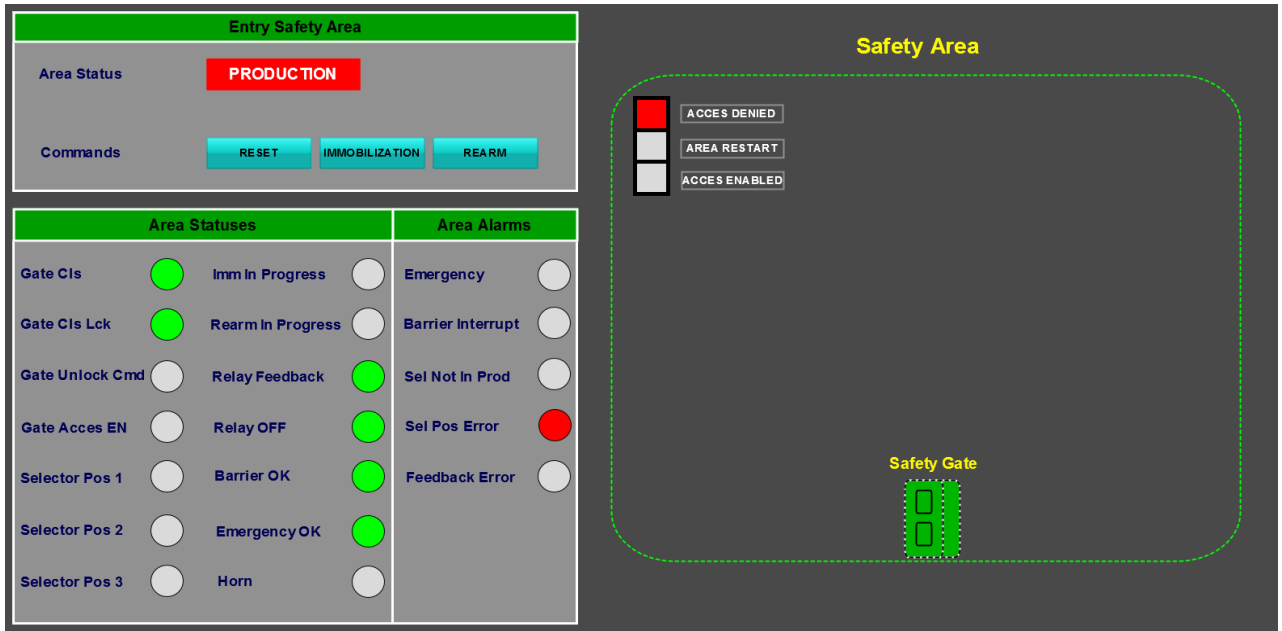 Entry Safety Area
Area Status
PRODUCTION
Commands
RESET
IMMOBILIZATION
REARM
Area Statuses
Area Alarms
Gate Cls
Imm In Progress
Emergency
Gate Cls Lck
Rearm In Progress
Barrier Interrupt
Gate Unlock Cmd
Relay Feedback
Sel Not In Prod
Gate Acces EN
Relay OFF
Sel Pos Error
Selector Pos 1
Barrier OK
Feedback Error
Selector Pos 2
Emergency OK
Selector Pos 3
Horn
Safety Area
ACCES DENIED
AREA RESTART
ACCES ENABLED
Safety Gate